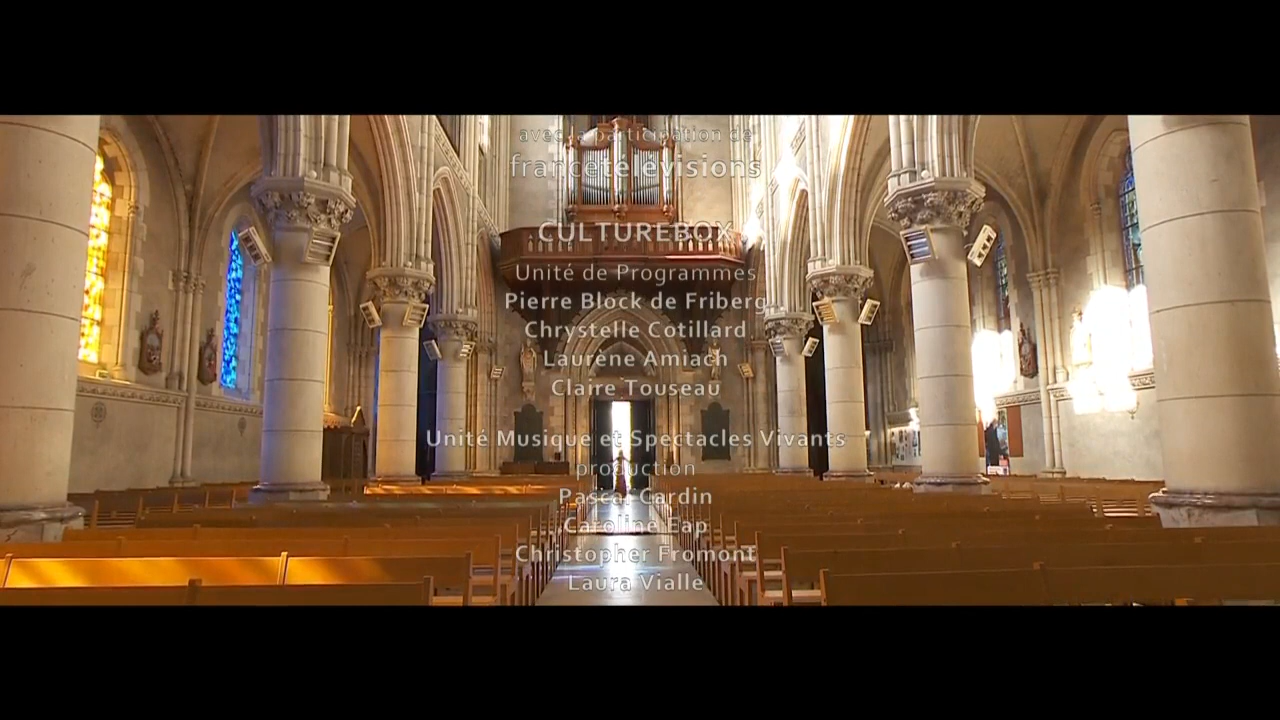 avec la participation de
francetélévisions
CULTUREBOX
Unité de Programmes
Pierre Block de Friberg
Chrystelle Cotillard
Laurène Amiach
Claire Touseau
Unité Musique et Spectacles Vivants
production
Pascal Cardin
Caroline Eap
Christopher Fromont
Laura Vialle